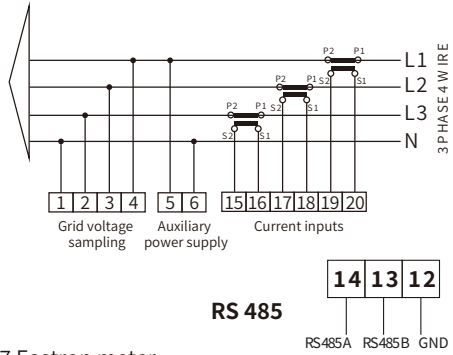 P2 P1
L1
P2 P1
S2 S1
L2
P2 P1
S2 S1
L3
S2 S1
N
3 PHASE 4 WIRE
1 2 3 4 5 6 15 16 17 18 19 20
Grid voltage sampling
Auxiliary power supply
Current inputs
14 13 12
RS 485
RS485A RS485B GND